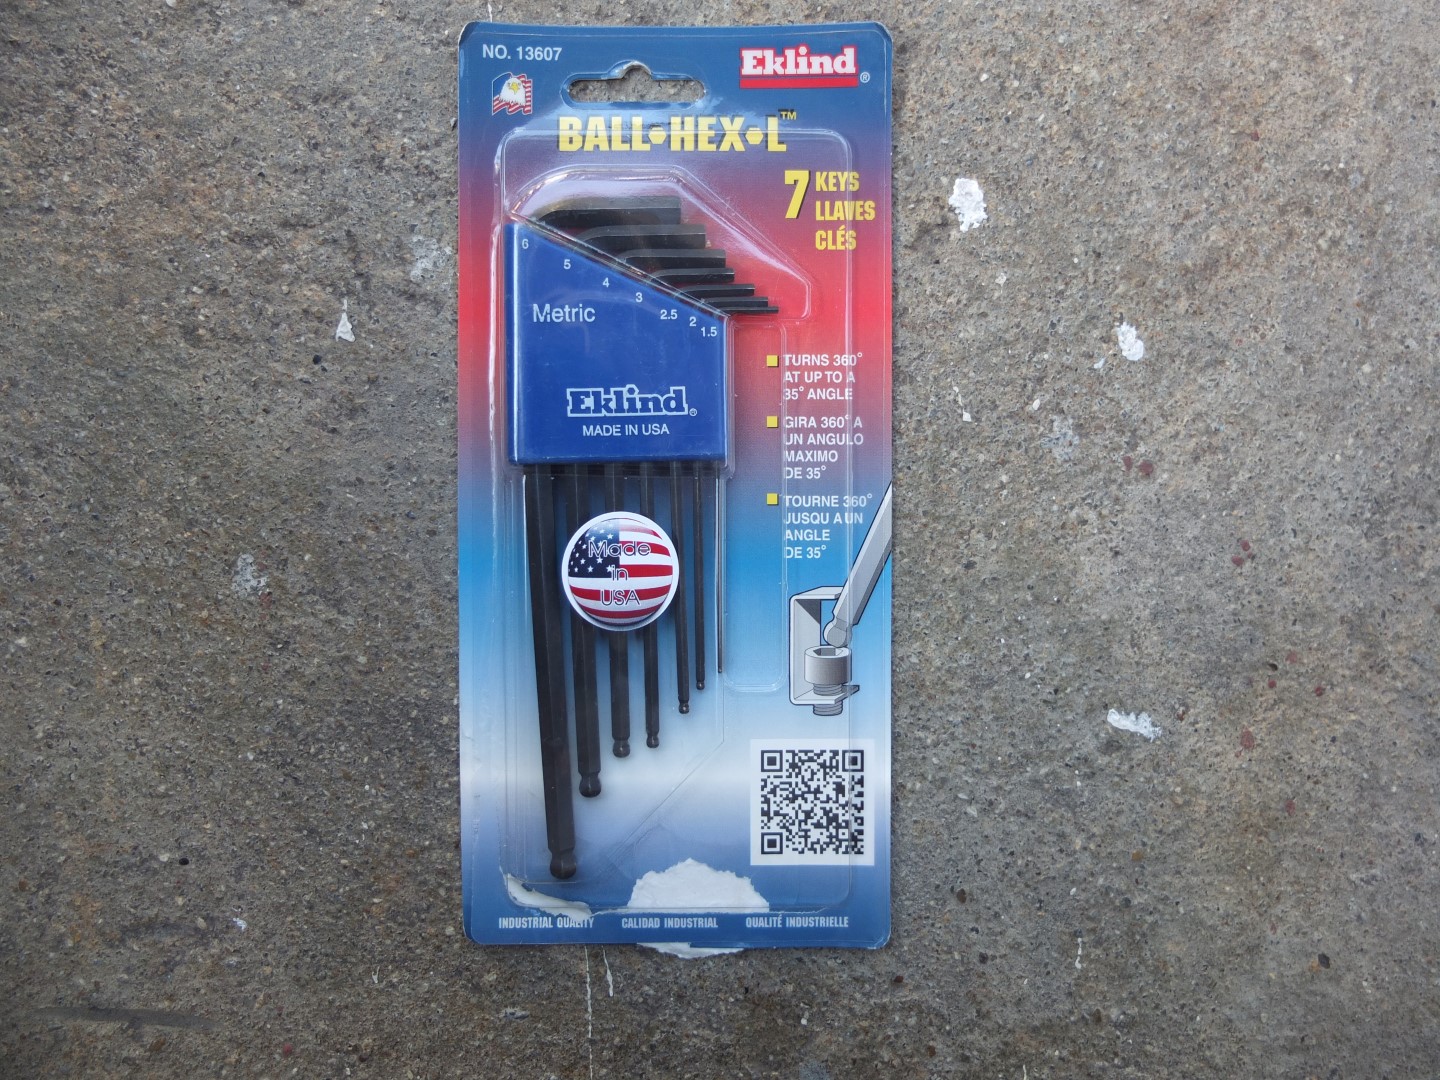 NO. 13607
Eklind®
BALL•HEX•L™
7 KEYS
LLAVES
CLÉS
6
5
4
3
2.5
2
1.5
Metric
Eklind®
MADE IN USA
TURNS 360°
AT UP TO A
35° ANGLE
GIRA 360° A
UN ANGULO
MAXIMO
DE 35°
TOURNE 360°
JUSQU A UN
ANGLE
DE 35°
Made
in
USA
INDUSTRIAL QUALITY
CALIDAD INDUSTRIAL
QUALITÉ INDUSTRIELLE